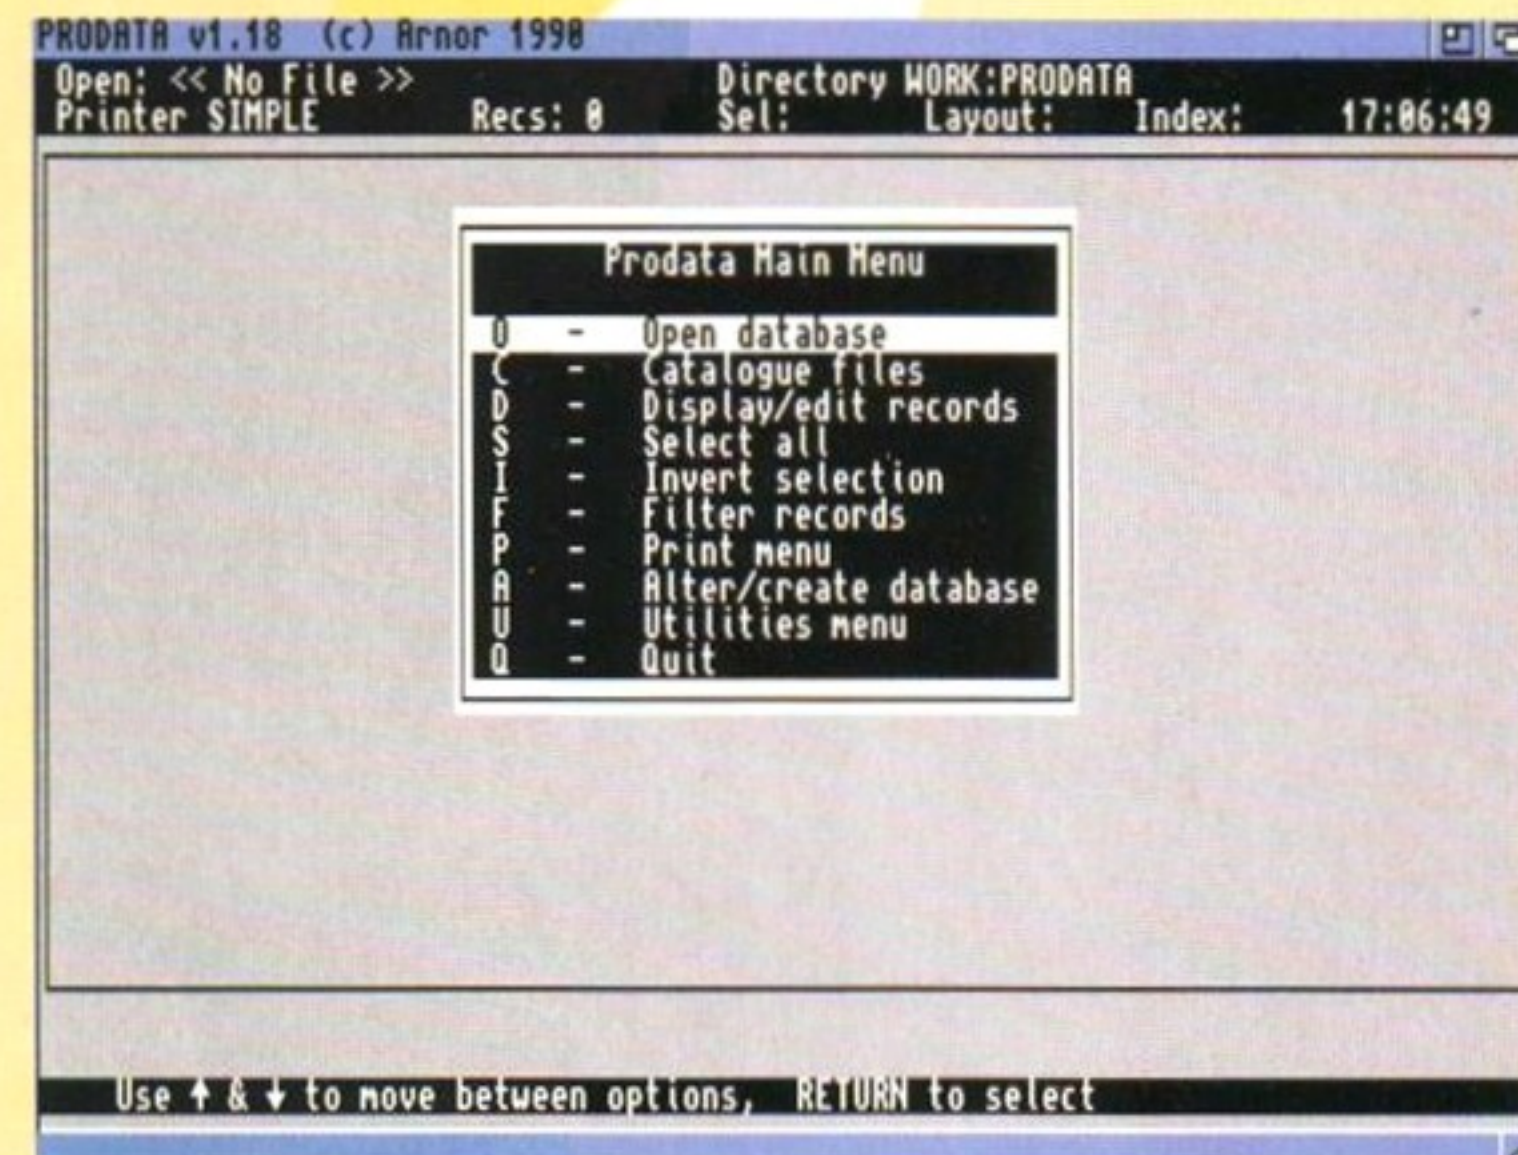 PRODATA v1.18 (c) Arnor 1990
Open: << No File >> Directory WORK:PRODATA
Printer SIMPLE Recs: 0 Sel: Layout: Index: 17:06:49
Prodata Main Menu
O - Open database
C - Catalogue files
D - Display/edit records
S - Select all
I - Invert selection
F - Filter records
P - Print menu
A - Alter/create database
U - Utilities menu
Q - Quit
Use ↑ & ↓ to move between options, RETURN to select